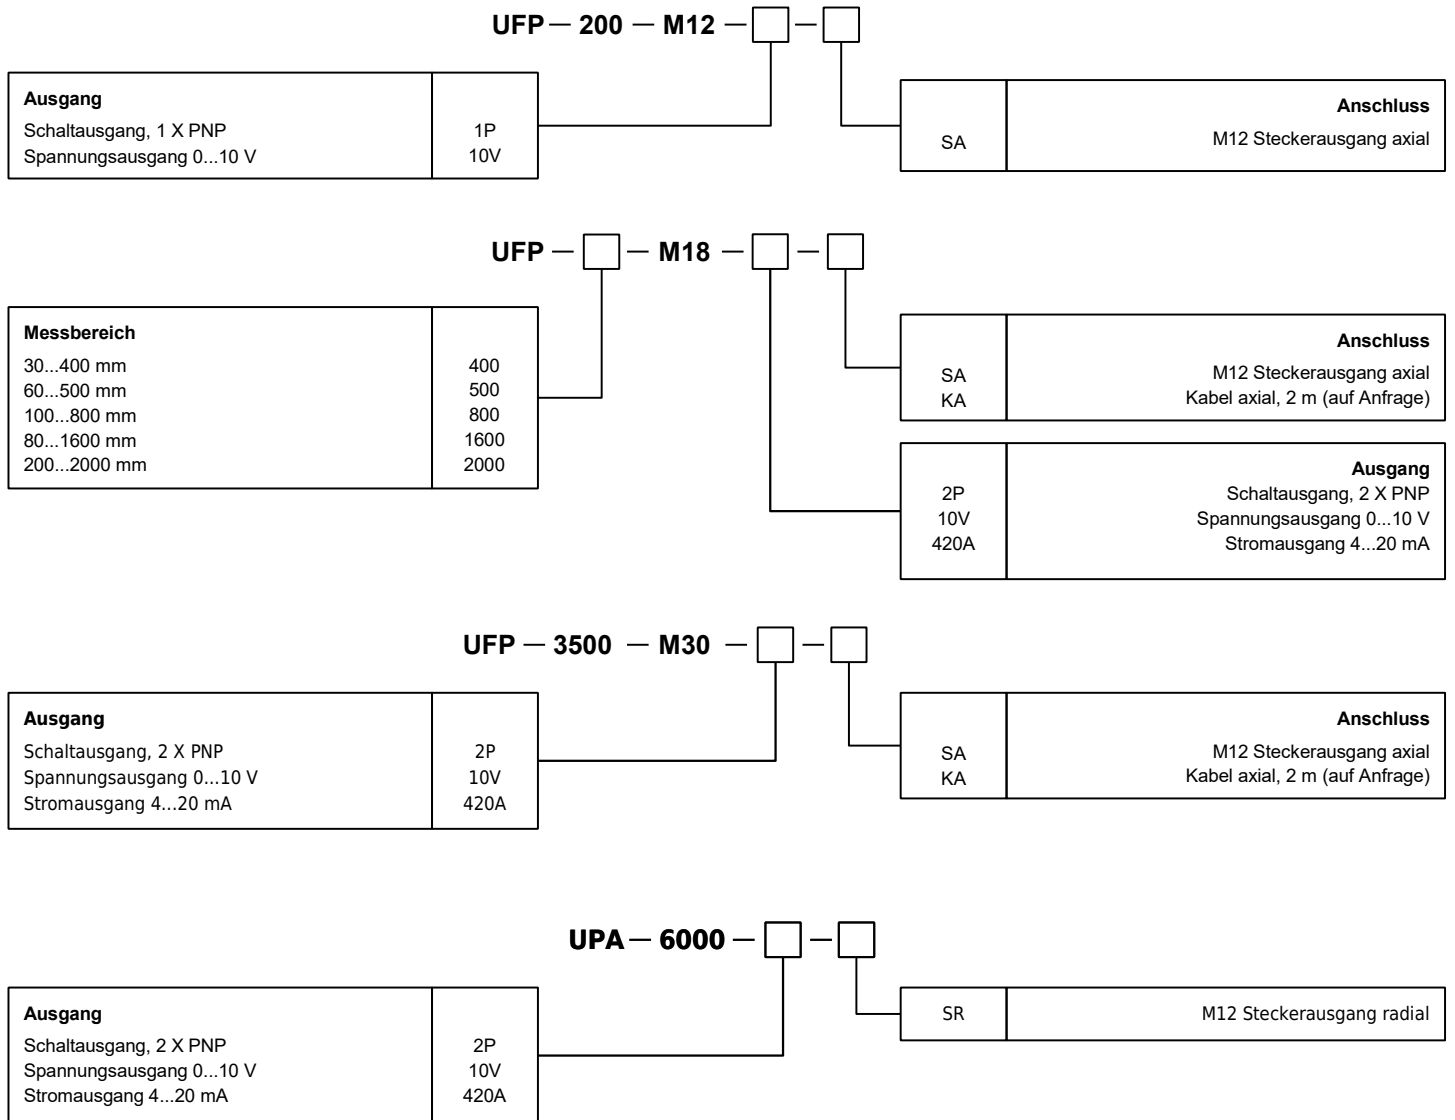 UFP — 200 — M12 — —
Ausgang
Schaltausgang, 1 X PNP 1P
Spannungsausgang 0...10 V 10V
Anschluss
SA M12 Steckerausgang axial
UFP — — M18 — —
Messbereich
30...400 mm 400
60...500 mm 500
100...800 mm 800
80...1600 mm 1600
200...2000 mm 2000
Anschluss
SA M12 Steckerausgang axial
KA Kabel axial, 2 m (auf Anfrage)
Ausgang
2P Schaltausgang, 2 X PNP
10V Spannungsausgang 0...10 V
420A Stromausgang 4...20 mA
UFP — 3500 — M30 — —
Ausgang
Schaltausgang, 2 X PNP 2P
Spannungsausgang 0...10 V 10V
Stromausgang 4...20 mA 420A
Anschluss
SA M12 Steckerausgang axial
KA Kabel axial, 2 m (auf Anfrage)
UPA — 6000 — —
Ausgang
Schaltausgang, 2 X PNP 2P
Spannungsausgang 0...10 V 10V
Stromausgang 4...20 mA 420A
SR M12 Steckerausgang radial